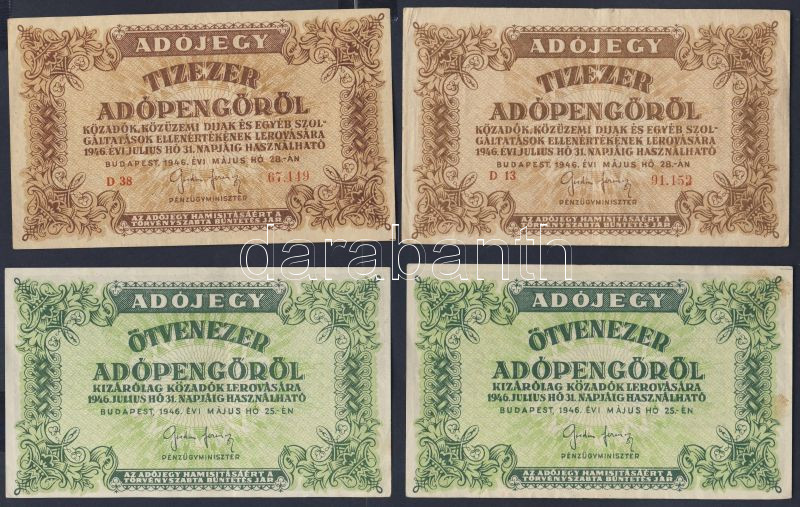 ADÓJEGY
TIZEZER
ADÓPENGŐRŐL
KÖZADÓK, KÖZÜZEMI DIJAK ÉS EGYÉB SZOL-
GÁLTATÁSOK ELLENÉRTÉKÉNEK LEROVÁSÁRA
1946. ÉVI JULIUS HÓ 31. NAPJÁIG HASZNÁLHATÓ
BUDAPEST, 1946. ÉVI MÁJUS HÓ 28.-ÁN
D 38 67.149
PÉNZÜGYMINISZTER
AZ ADÓJEGY HAMISITÁSÁÉRT A
TÖRVÉNYSZABTA BÜNTETÉS JÁR
ADÓJEGY
TIZEZER
ADÓPENGŐRŐL
KÖZADÓK, KÖZÜZEMI DIJAK ÉS EGYÉB SZOL-
GÁLTATÁSOK ELLENÉRTÉKÉNEK LEROVÁSÁRA
1946. ÉVI JULIUS HÓ 31. NAPJÁIG HASZNÁLHATÓ
BUDAPEST, 1946. ÉVI MÁJUS HÓ 28.-ÁN
D 13 91.153
PÉNZÜGYMINISZTER
AZ ADÓJEGY HAMISITÁSÁÉRT A
TÖRVÉNYSZABTA BÜNTETÉS JÁR
darabanth
ADÓJEGY
ÖTVENEZER
ADÓPENGŐRŐL
KIZÁRÓLAG KÖZADÓK LEROVÁSÁRA
1946. JULIUS HÓ 31. NAPJÁIG HASZNÁLHATÓ
BUDAPEST, 1946. ÉVI MÁJUS HÓ 25.-ÉN
PÉNZÜGYMINISZTER
AZ ADÓJEGY HAMISITÁSÁÉRT A
TÖRVÉNYSZABTA BÜNTETÉS JÁR
ADÓJEGY
ÖTVENEZER
ADÓPENGŐRŐL
KIZÁRÓLAG KÖZADÓK LEROVÁSÁRA
1946. JULIUS HÓ 31. NAPJÁIG HASZNÁLHATÓ
BUDAPEST, 1946. ÉVI MÁJUS HÓ 25.-ÉN
PÉNZÜGYMINISZTER
AZ ADÓJEGY HAMISITÁSÁÉRT A
TÖRVÉNYSZABTA BÜNTETÉS JÁR